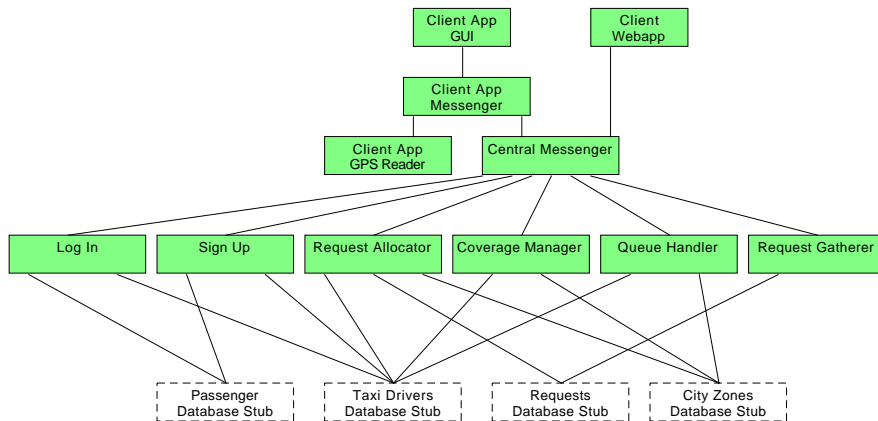 Client App
GUI
Client
Webapp
Client App
Messenger
Client App
GPS Reader
Central Messenger
Log In
Sign Up
Request Allocator
Coverage Manager
Queue Handler
Request Gatherer
Passenger
Database Stub
Taxi Drivers
Database Stub
Requests
Database Stub
City Zones
Database Stub